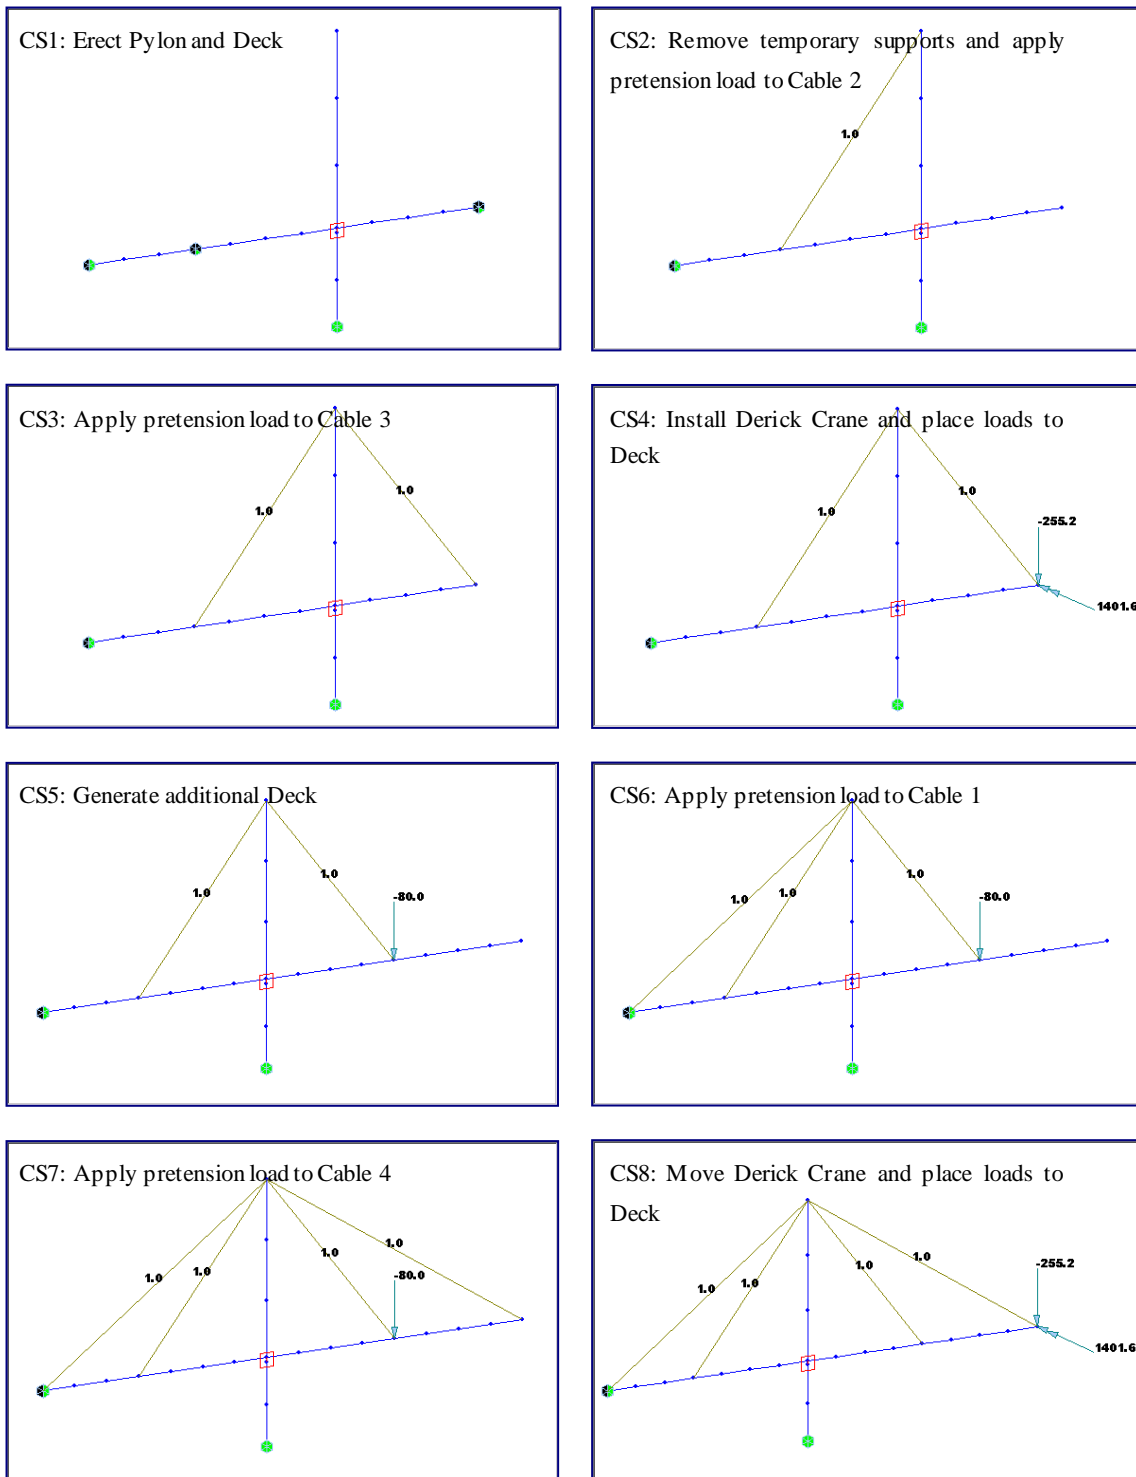 CS1: Erect Pylon and Deck
CS2: Remove temporary supports and apply
pretension load to Cable 2
1.0
CS3: Apply pretension load to Cable 3
1.0
1.0
CS4: Install Derick Crane and place loads to
Deck
1.0
1.0
-255.2
1401.6
CS5: Generate additional Deck
1.0
1.0
-80.0
CS6: Apply pretension load to Cable 1
1.0
1.0
1.0
-80.0
CS7: Apply pretension load to Cable 4
1.0
1.0
1.0
1.0
-80.0
CS8: Move Derick Crane and place loads to
Deck
1.0
1.0
1.0
1.0
-255.2
1401.6